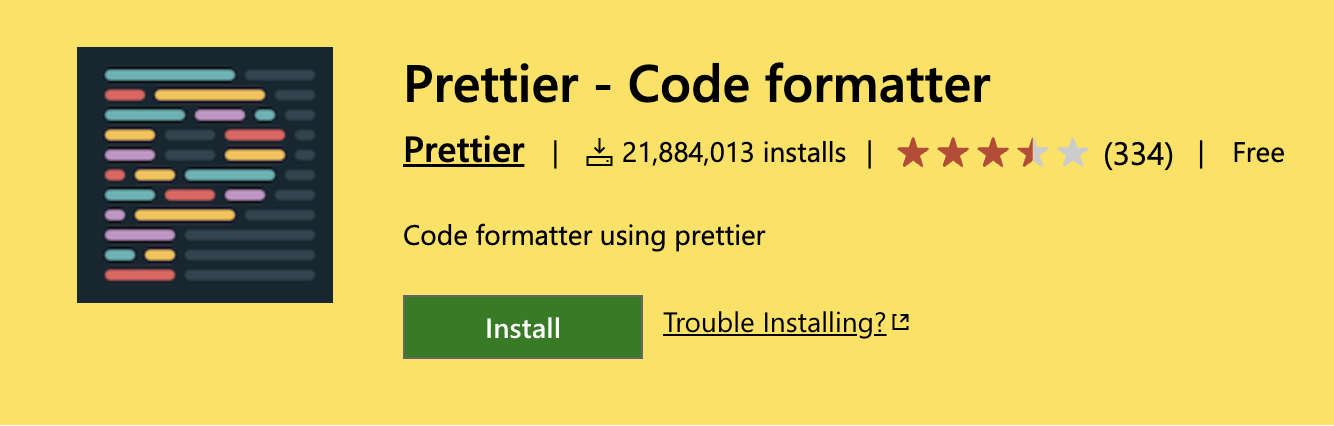 Prettier - Code formatter
Prettier | 21,884,013 installs | (334) | Free
Code formatter using prettier
Install Trouble Installing?